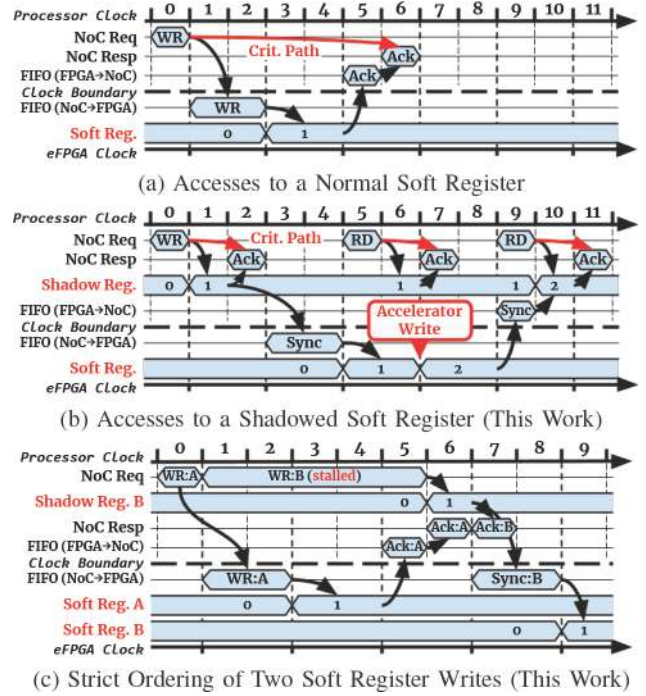 Processor Clock 0 1 2 3 4 5 6 7 8 9 10 11
NoC Req WR Crit. Path
NoC Resp Ack
FIFO (FPGA→NoC) Ack
Clock Boundary
FIFO (NoC→FPGA) WR
Soft Reg. 0 1
eFPGA Clock
(a) Accesses to a Normal Soft Register
Processor Clock 0 1 2 3 4 5 6 7 8 9 10 11
NoC Req WR Crit. Path RD RD
NoC Resp Ack Ack Ack
Shadow Reg. 0 1 1 1 2
FIFO (FPGA→NoC) Accelerator Write Sync
Clock Boundary
FIFO (NoC→FPGA) Sync
Soft Reg. 0 1 2
eFPGA Clock
(b) Accesses to a Shadowed Soft Register (This Work)
Processor Clock 0 1 2 3 4 5 6 7 8 9
NoC Req WR:A WR:B (stalled)
Shadow Reg. B 0 1
NoC Resp Ack:A Ack:B
FIFO (FPGA→NoC) Ack:A
Clock Boundary
FIFO (NoC→FPGA) WR:A Sync:B
Soft Reg. A 0 1
Soft Reg. B 0 1
eFPGA Clock
(c) Strict Ordering of Two Soft Register Writes (This Work)